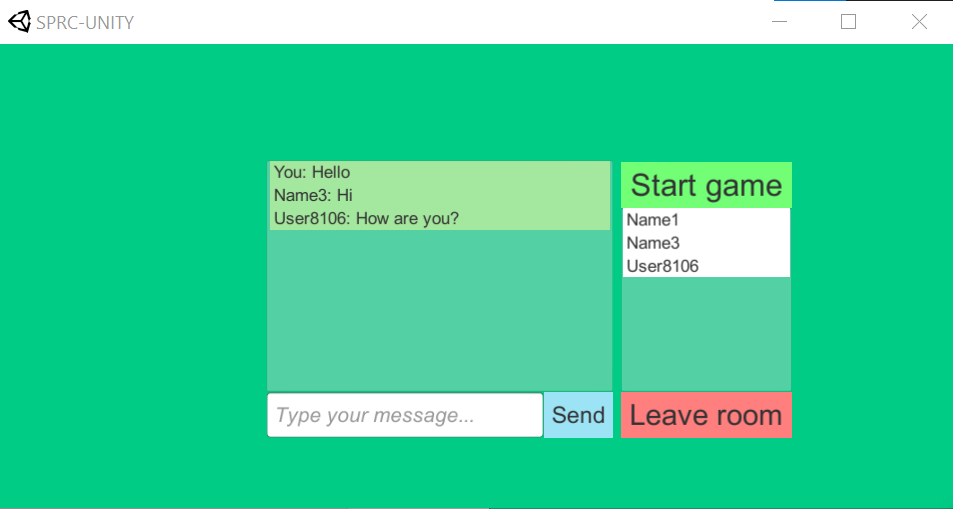 SPRC-UNITY
You: Hello
Name3: Hi
User8106: How are you?
Start game
Name1
Name3
User8106
Type your message...
Send
Leave room